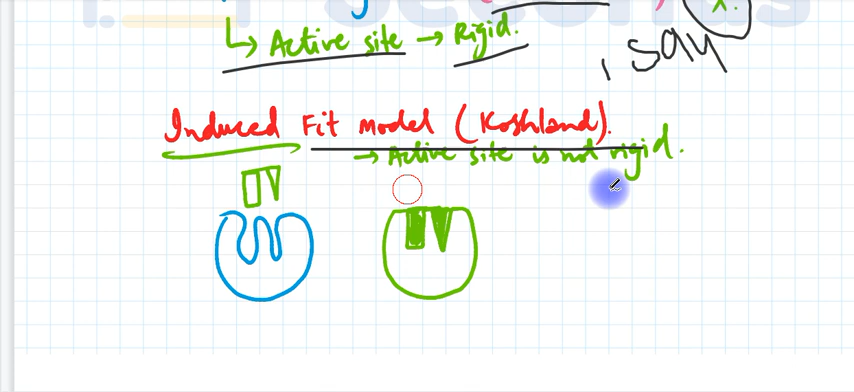 ↳ Active site → Rigid.
, say
Induced Fit Model (Koshland).
→ Active site is not rigid.